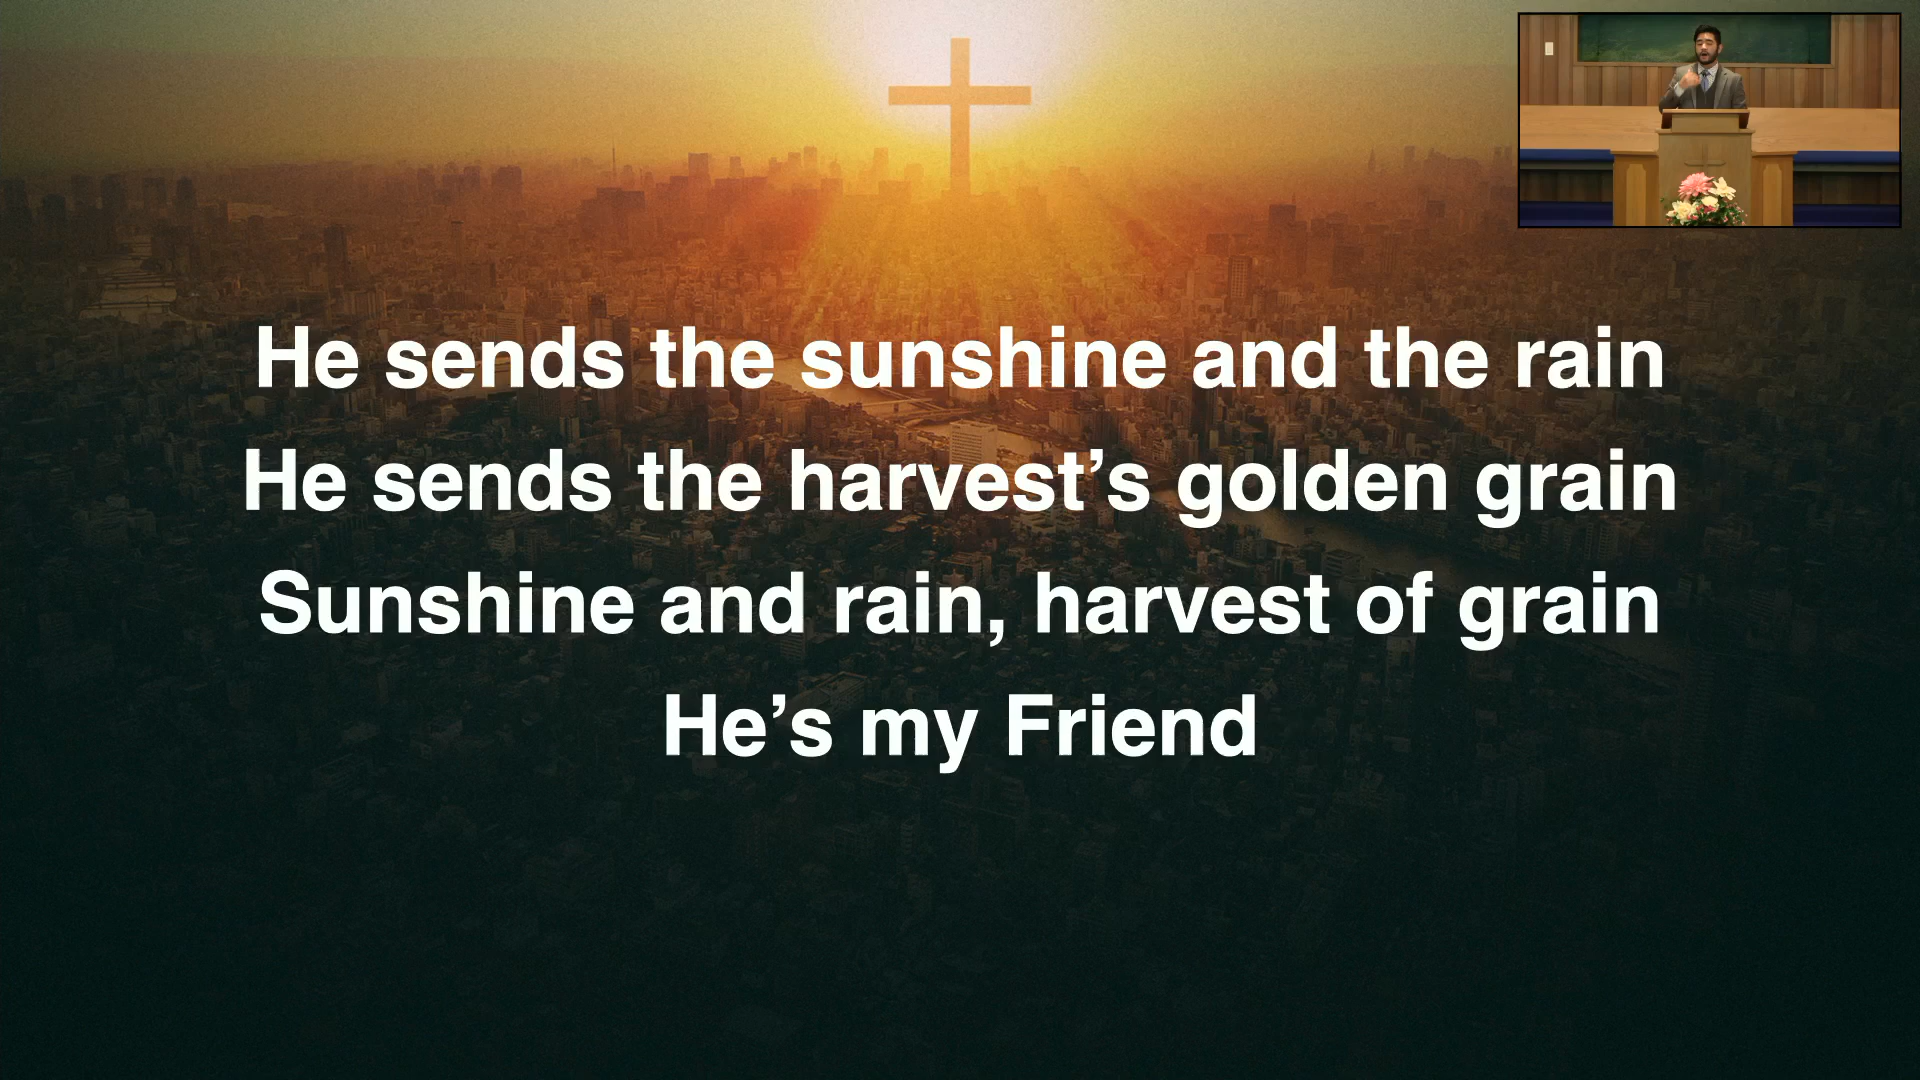 He sends the sunshine and the rain
He sends the harvest’s golden grain
Sunshine and rain, harvest of grain
He’s my Friend